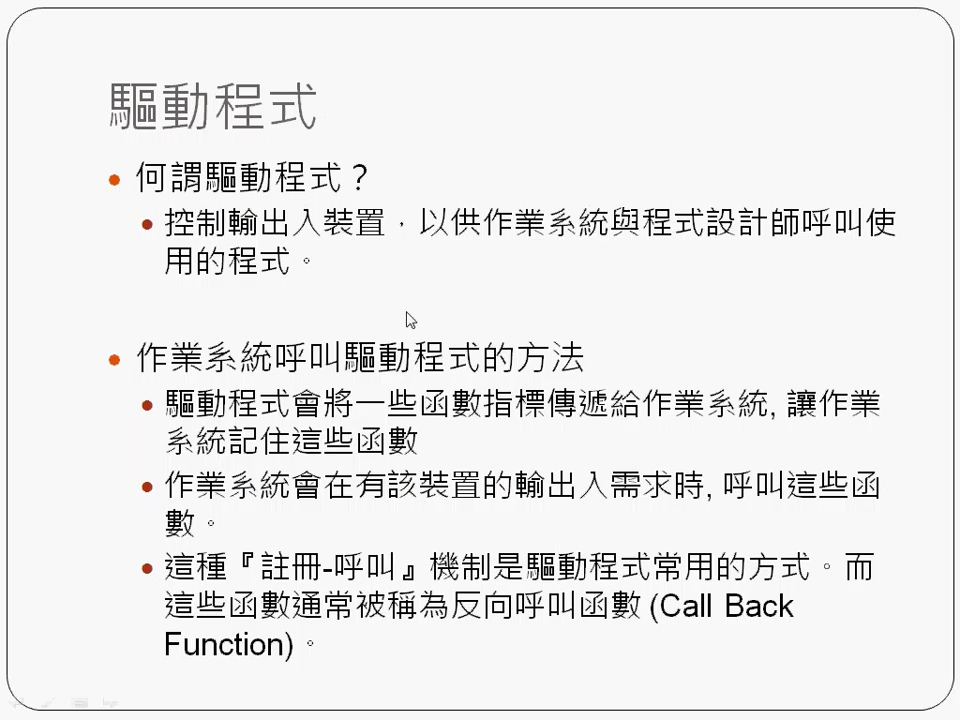 驅動程式
何謂驅動程式？
控制輸出入裝置，以供作業系統與程式設計師呼叫使
用的程式。
作業系統呼叫驅動程式的方法
驅動程式會將一些函數指標傳遞給作業系統, 讓作業
系統記住這些函數
作業系統會在有該裝置的輸出入需求時, 呼叫這些函
數。
這種『註冊-呼叫』機制是驅動程式常用的方式。而
這些函數通常被稱為反向呼叫函數 (Call Back
Function)。